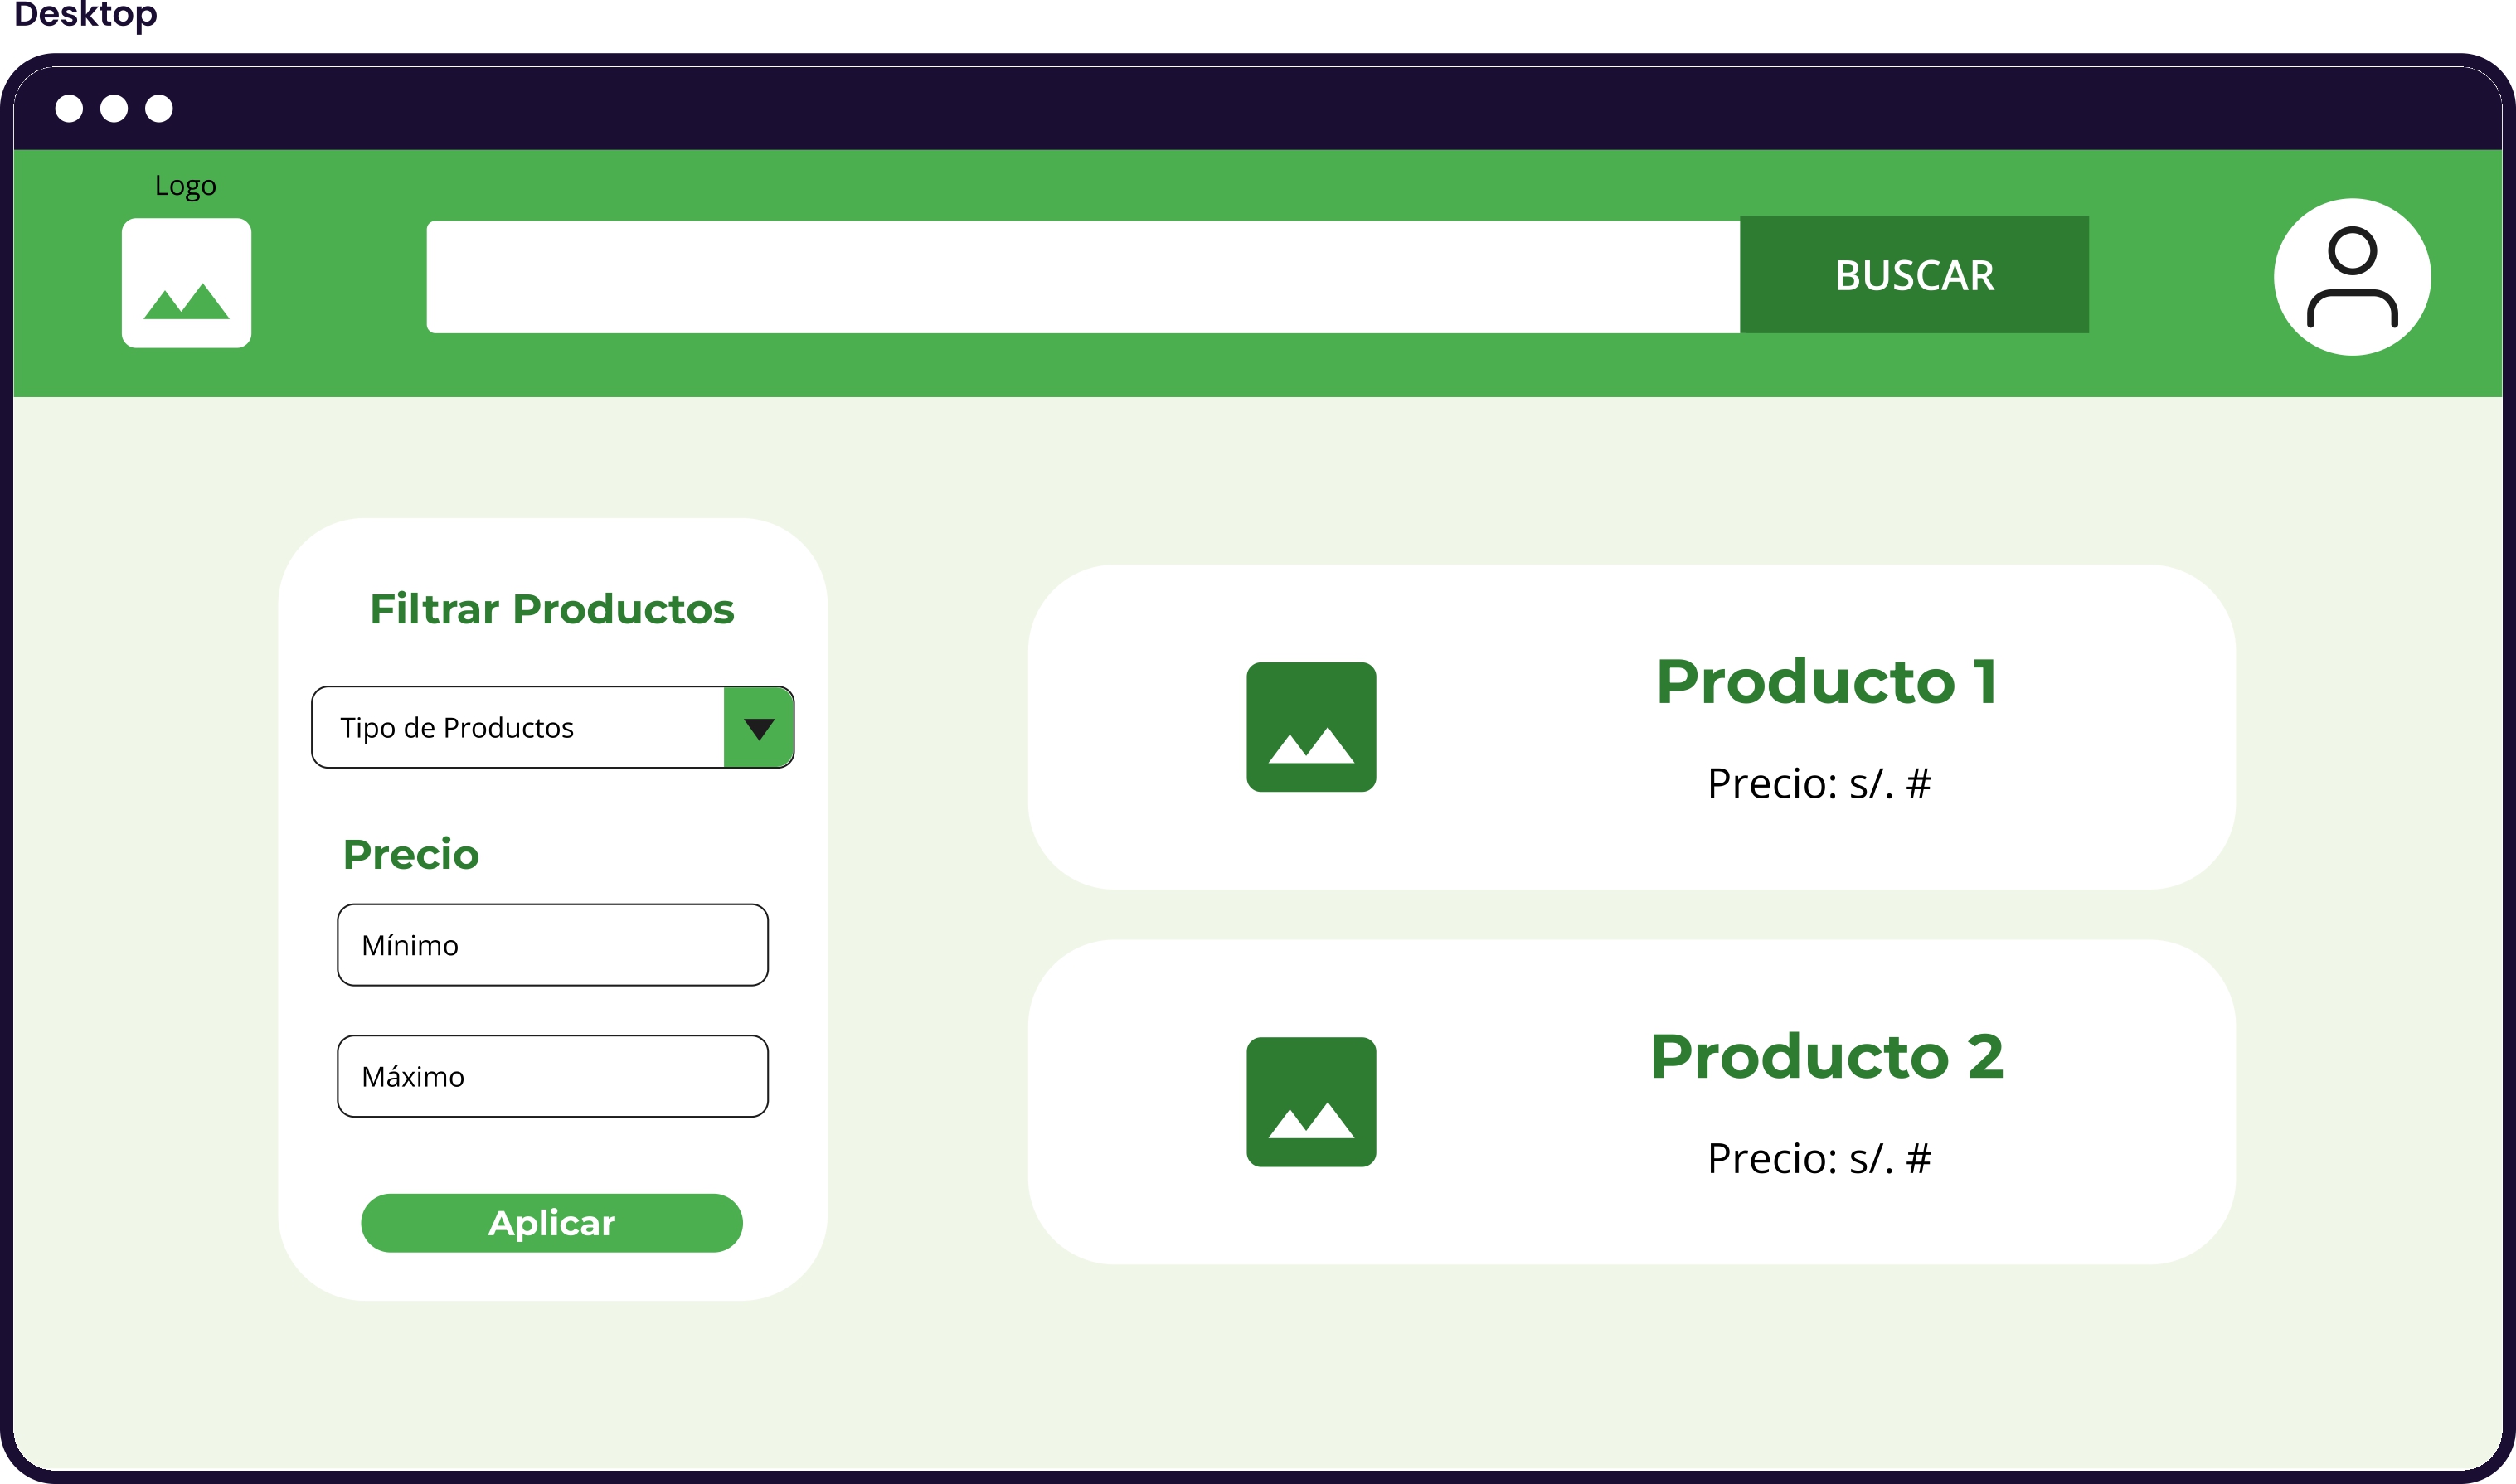 Desktop
Logo
BUSCAR
Filtrar Productos
Tipo de Productos
Precio
Mínimo
Máximo
Aplicar
Producto 1
Precio: s/. #
Producto 2
Precio: s/. #